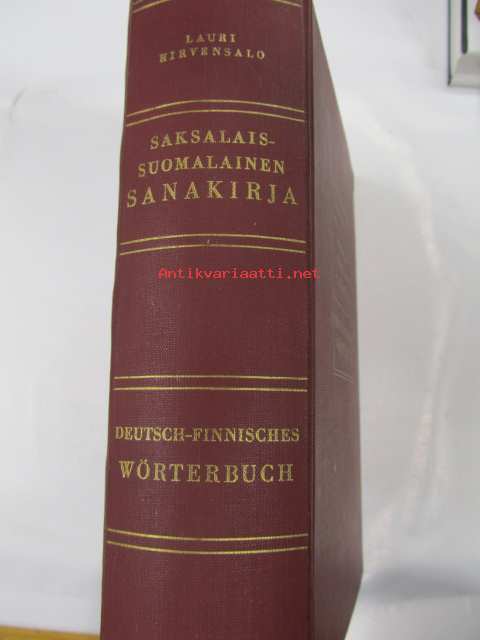 LAURI
HIRVENSALO
SAKSALAIS-
SUOMALAINEN
SANAKIRJA
Antikvariaatti.net
DEUTSCH-FINNISCHES
WÖRTERBUCH